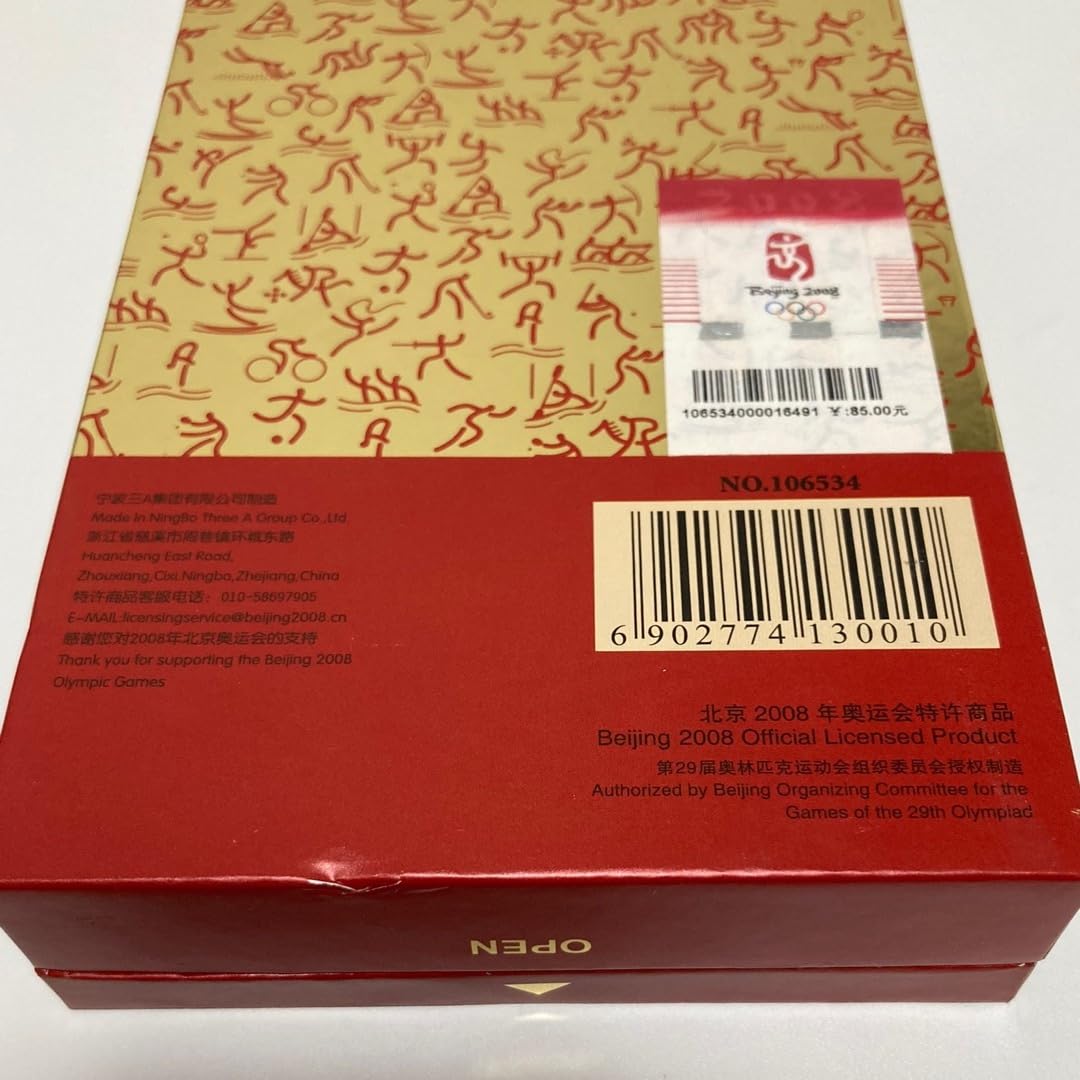 2008
Beijing 2008
106534000016491 ¥:85.00元
NO.106534
6 902774 130010
宁波三A集团有限公司制造
Made In NingBo Three A Group Co.,Ltd
浙江省慈溪市周巷镇环城东路
Huancheng East Road,
Zhouxiang,Cixi.Ningbo,Zhejiang,China
特许商品客服电话：010-58697905
E-MAIL:licensingservice@beijing2008.cn
感谢您对2008年北京奥运会的支持
Thank you for supporting the Beijing 2008
Olympic Games
北京 2008 年奥运会特许商品
Beijing 2008 Official Licensed Product
第29届奥林匹克运动会组织委员会授权制造
Authorized by Beijing Organizing Committee for the
Games of the 29th Olympiad
OPEN